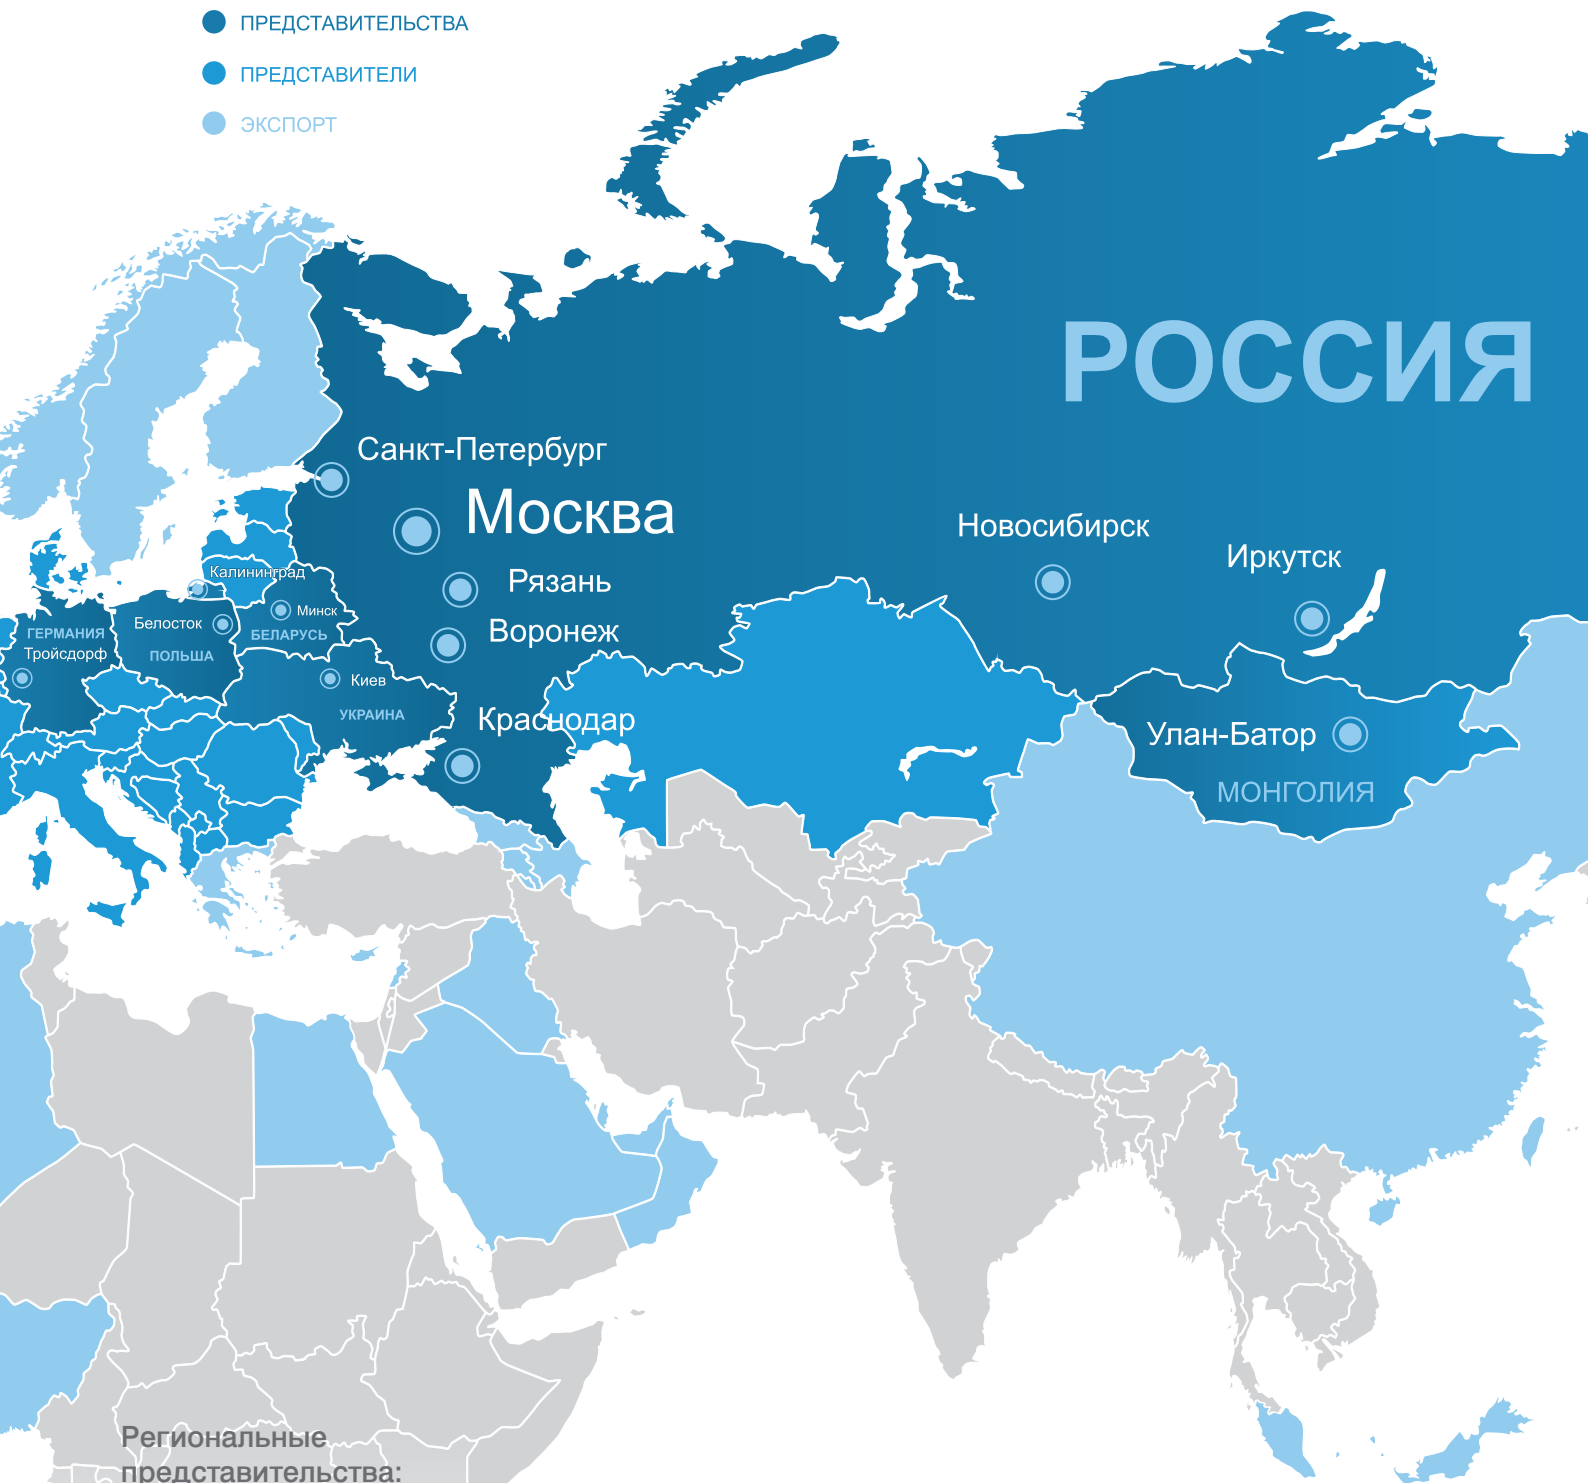 ПРЕДСТАВИТЕЛЬСТВА
ПРЕДСТАВИТЕЛИ
ЭКСПОРТ
РОССИЯ
Санкт-Петербург
Москва
Новосибирск
Иркутск
Рязань
Калининград
Минск
Белосток
БЕЛАРУСЬ
Воронеж
ГЕРМАНИЯ
Тройсдорф
ПОЛЬША
Киев
УКРАИНА
Краснодар
Улан-Батор
МОНГОЛИЯ
Региональные
представительства: